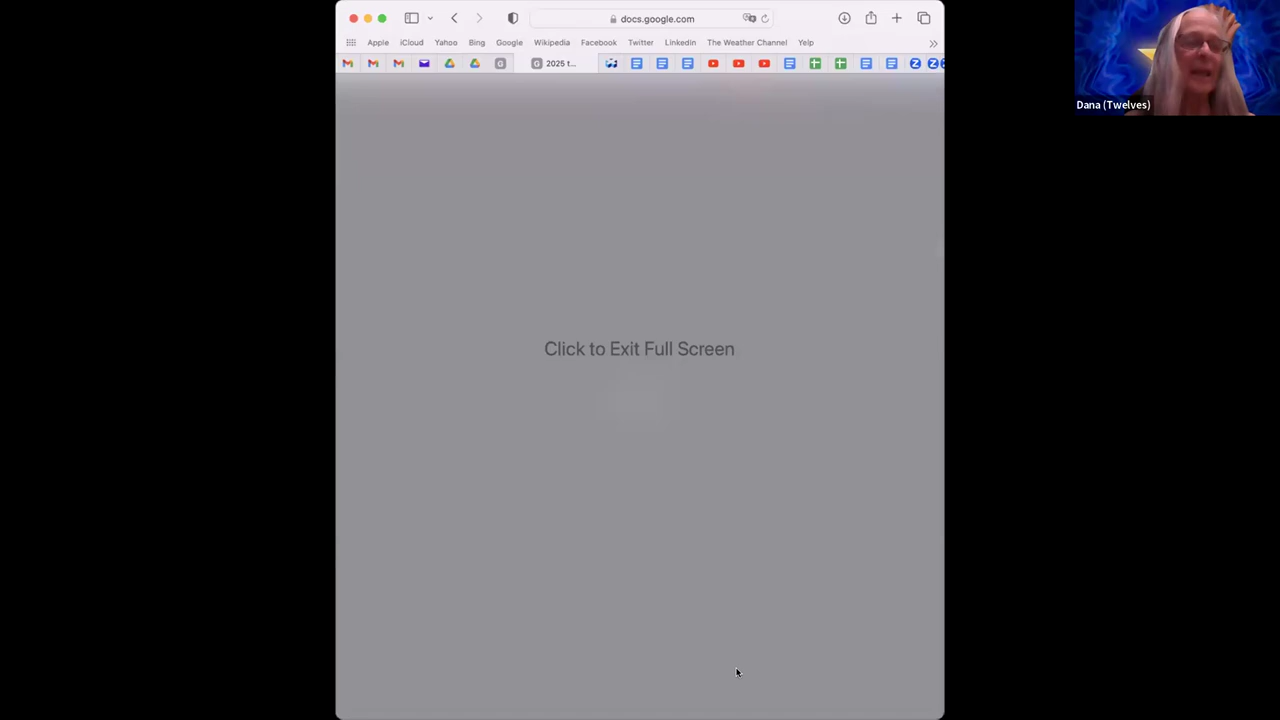 docs.google.com
Apple iCloud Yahoo Bing Google Wikipedia Facebook Twitter LinkedIn The Weather Channel Yelp
2025 t...
Dana (Twelves)
Click to Exit Full Screen